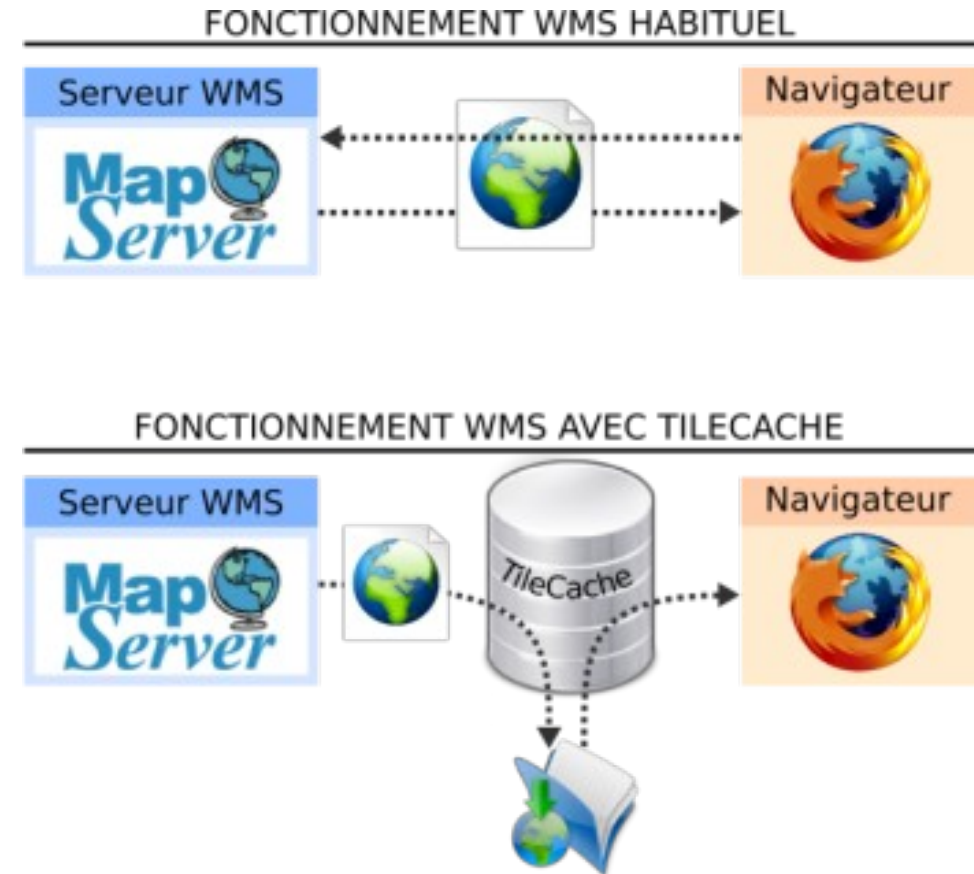 FONCTIONNEMENT WMS HABITUEL
Serveur WMS
Navigateur
Map
Server
FONCTIONNEMENT WMS AVEC TILECACHE
Serveur WMS
Navigateur
TileCache
Map
Server